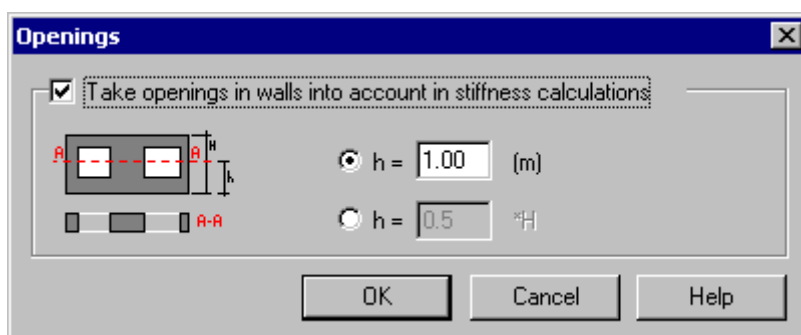 Openings
Take openings in walls into account in stiffness calculations
A A H
h
h = 1.00 (m)
A-A
h = 0.5 *H
OK Cancel Help